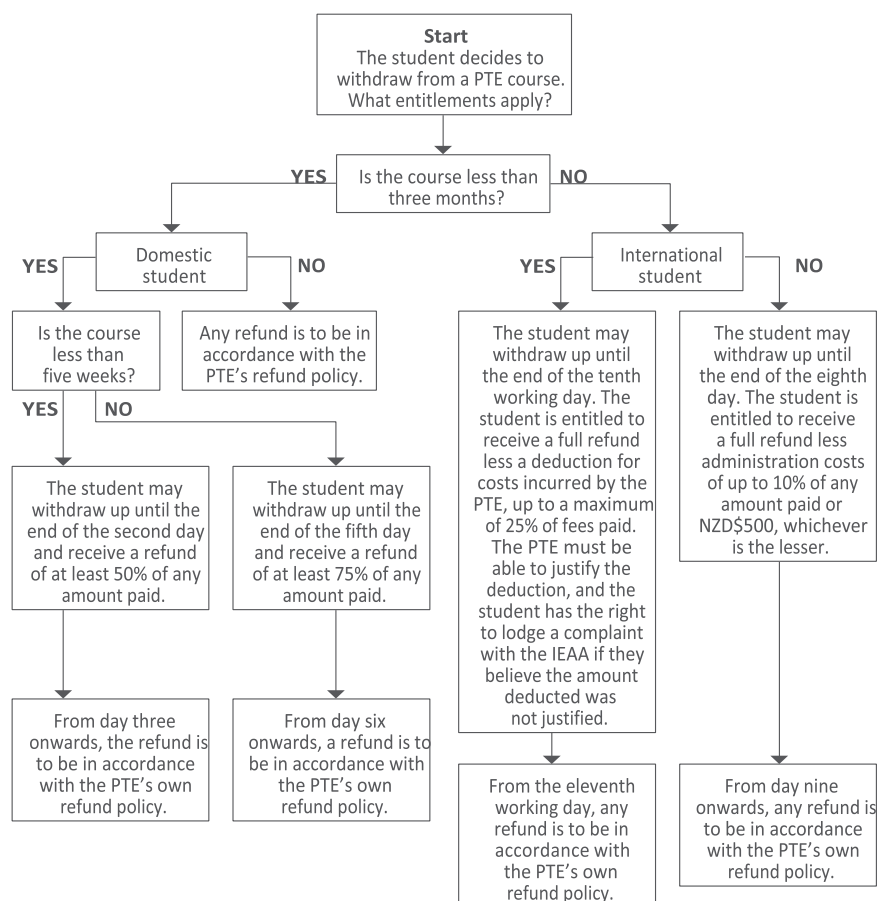 Start
The student decides to
withdraw from a PTE course.
What entitlements apply?
YES
Is the course less than
three months?
NO
YES
Domestic
student
NO
YES
International
student
NO
Is the course
less than
five weeks?
Any refund is to be in
accordance with the
PTE’s refund policy.
The student may
withdraw up until
the end of the tenth
working day. The
student is entitled to
receive a full refund
less a deduction for
costs incurred by the
PTE, up to a maximum
of 25% of fees paid.
The PTE must be
able to justify the
deduction, and the
student has the right
to lodge a complaint
with the IEAA if they
believe the amount
deducted was
not justified.
The student may
withdraw up until
the end of the eighth
day. The student is
entitled to receive
a full refund less
administration costs
of up to 10% of any
amount paid or
NZD$500, whichever
is the lesser.
YES
NO
The student may
withdraw up until the
end of the second day
and receive a refund
of at least 50% of any
amount paid.
The student may
withdraw up until the
end of the fifth day
and receive a refund
of at least 75% of any
amount paid.
From day three
onwards, the refund is
to be in accordance
with the PTE’s own
refund policy.
From day six
onwards, a refund is to
be in accordance with
the PTE’s own
refund policy.
From the eleventh
working day, any
refund is to be in
accordance with
the PTE’s own
refund policy.
From day nine
onwards, any refund is
to be in accordance
with the PTE’s own
refund policy.